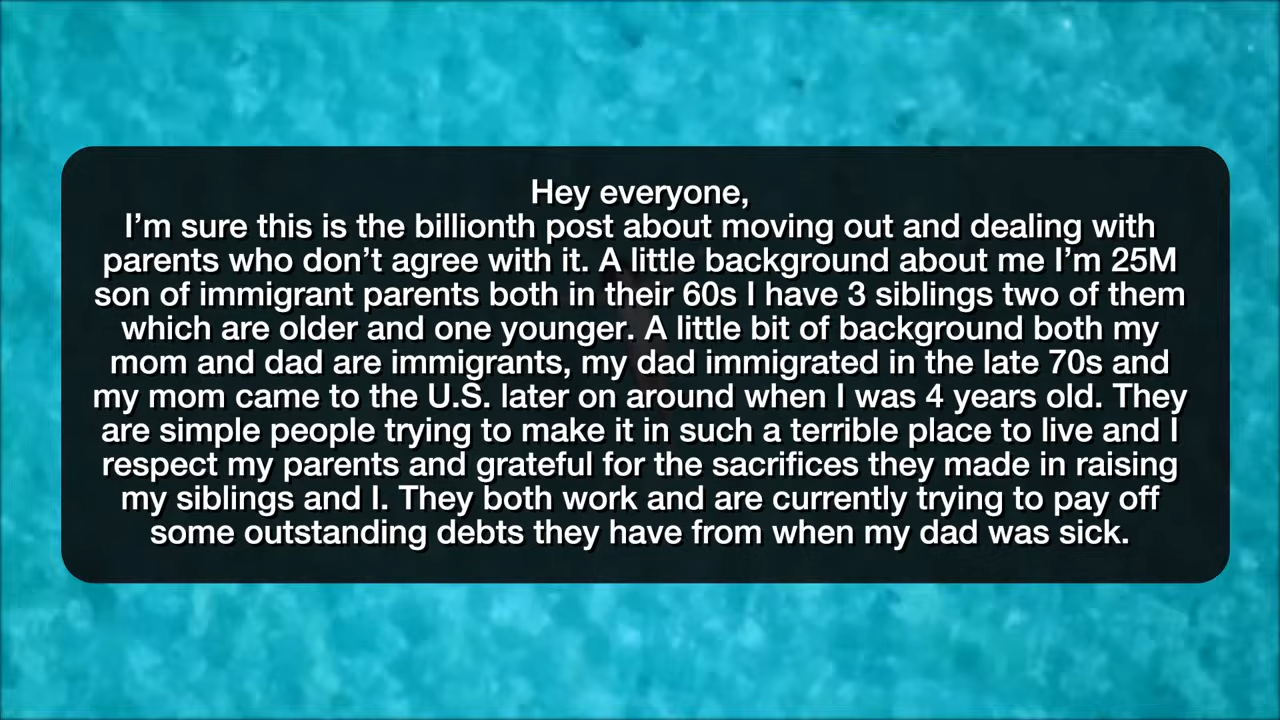 Hey everyone,
I’m sure this is the billionth post about moving out and dealing with
parents who don’t agree with it. A little background about me I’m 25M
son of immigrant parents both in their 60s I have 3 siblings two of them
which are older and one younger. A little bit of background both my
mom and dad are immigrants, my dad immigrated in the late 70s and
my mom came to the U.S. later on around when I was 4 years old. They
are simple people trying to make it in such a terrible place to live and I
respect my parents and grateful for the sacrifices they made in raising
my siblings and I. They both work and are currently trying to pay off
some outstanding debts they have from when my dad was sick.